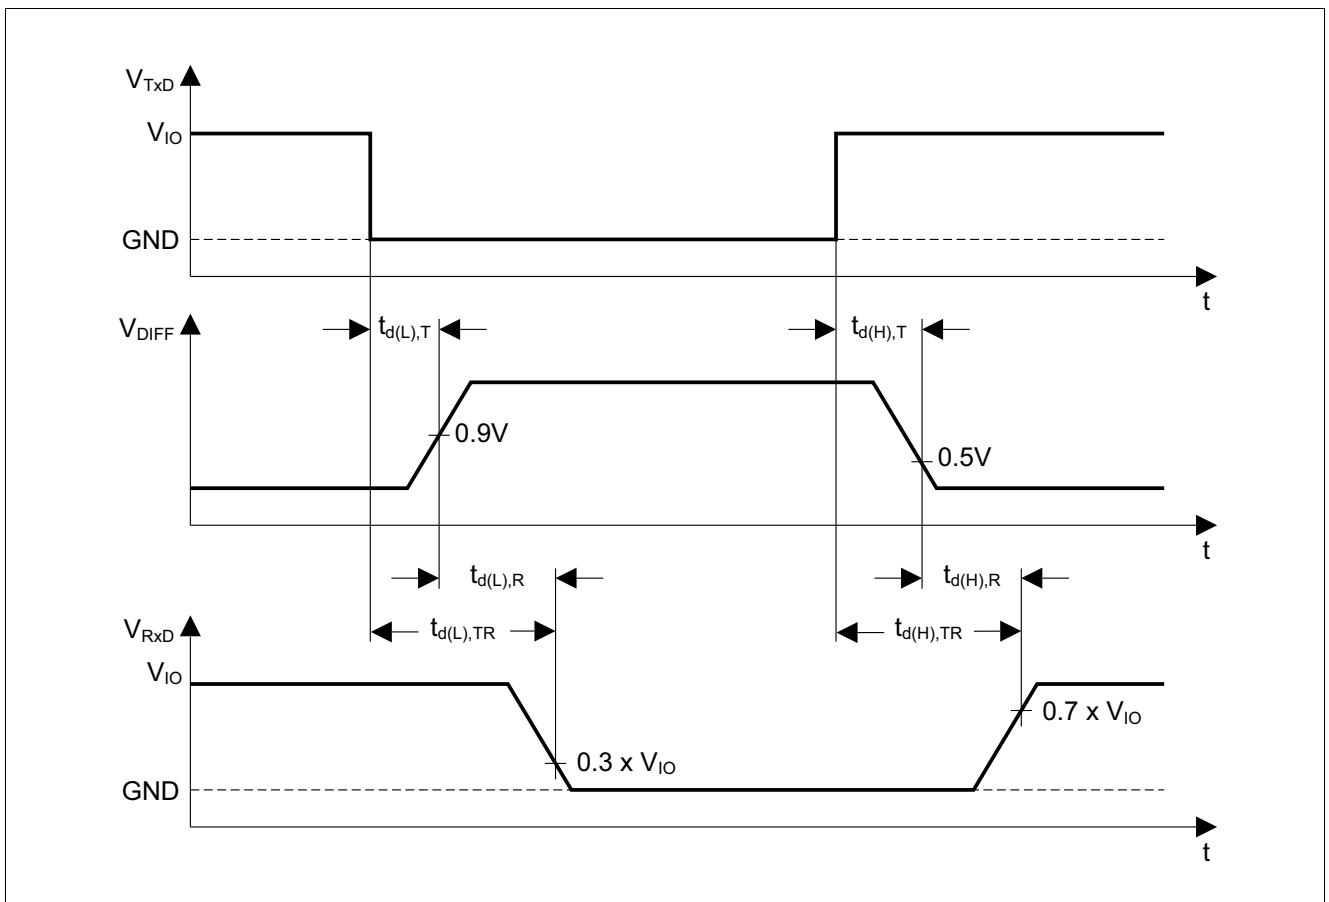 V_TxD
V_IO
GND
t
V_DIFF
t_d(L),T
t_d(H),T
0.9V
0.5V
t
t_d(L),R
t_d(H),R
V_RxD
t_d(L),TR
t_d(H),TR
V_IO
0.7 x V_IO
0.3 x V_IO
GND
t